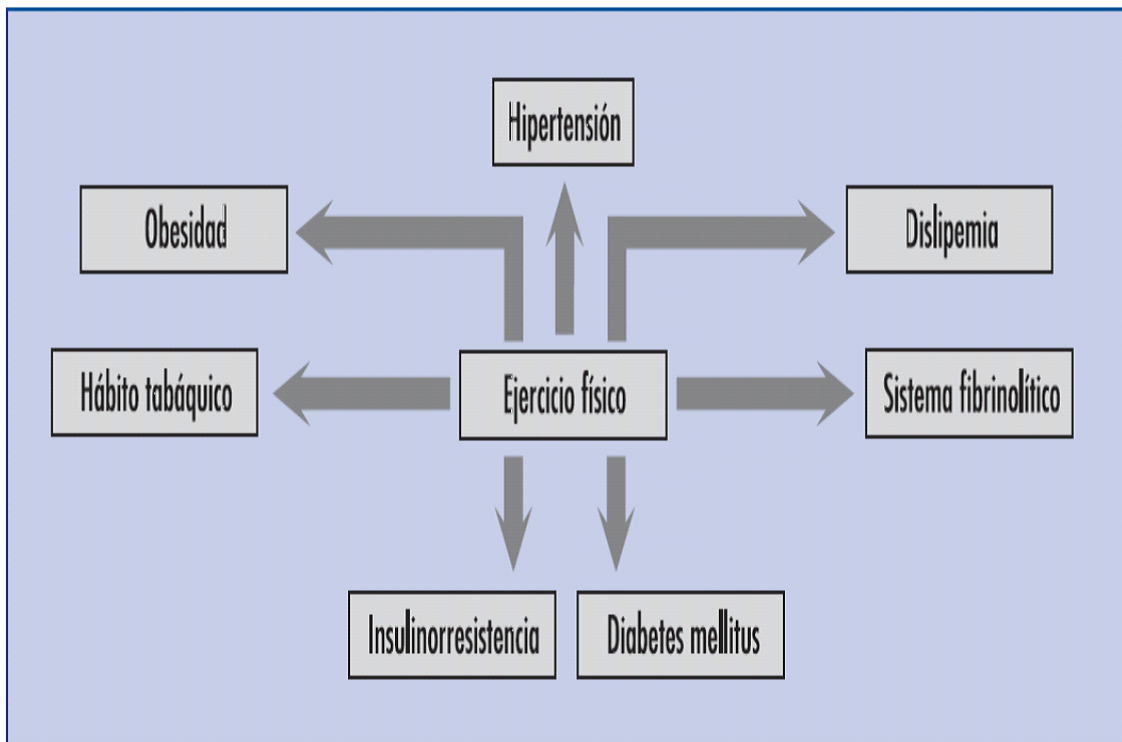 Hipertensión
Obesidad
Dislipemia
Hábito tabáquico
Ejercicio físico
Sistema fibrinolítico
Insulinorresistencia
Diabetes mellitus